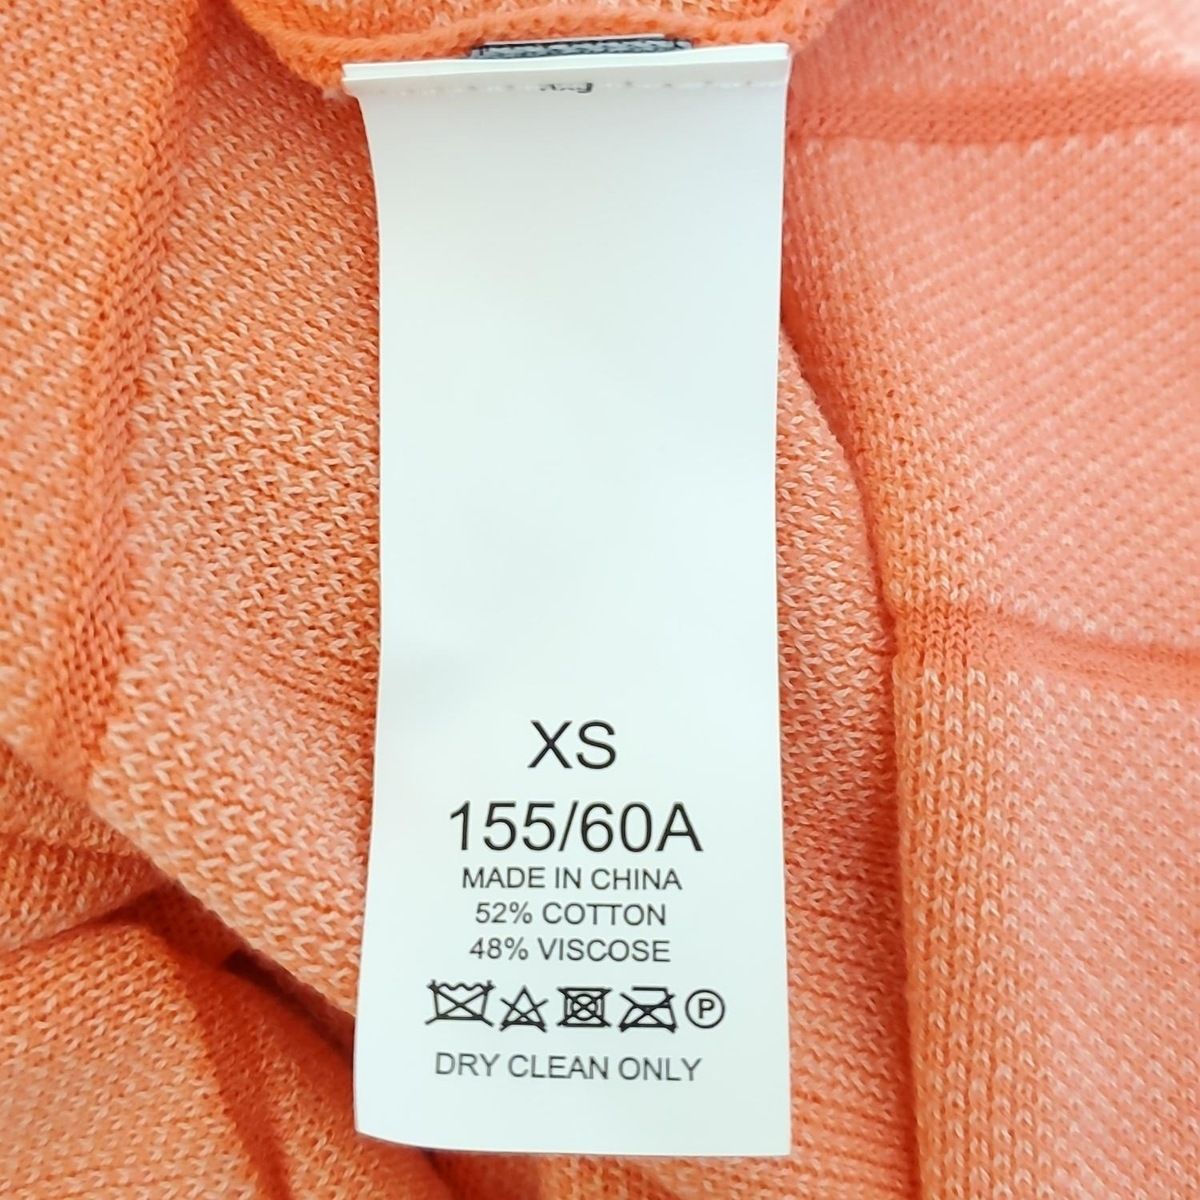 XS
155/60A
MADE IN CHINA
52% COTTON
48% VISCOSE
P
DRY CLEAN ONLY